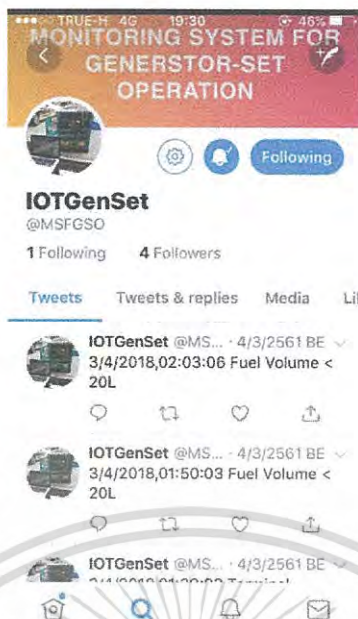 TRUE-H 4G 19:30 46%
MONITORING SYSTEM FOR
GENERSTOR-SET
OPERATION
Following
IOTGenSet
@MSFGSO
1 Following 4 Followers
Tweets Tweets & replies Media Li
IOTGenSet @MS... · 4/3/2561 BE
3/4/2018,02:03:06 Fuel Volume <
20L
IOTGenSet @MS... · 4/3/2561 BE
3/4/2018,01:50:03 Fuel Volume <
20L
IOTGenSet @MS... · 4/3/2561 BE